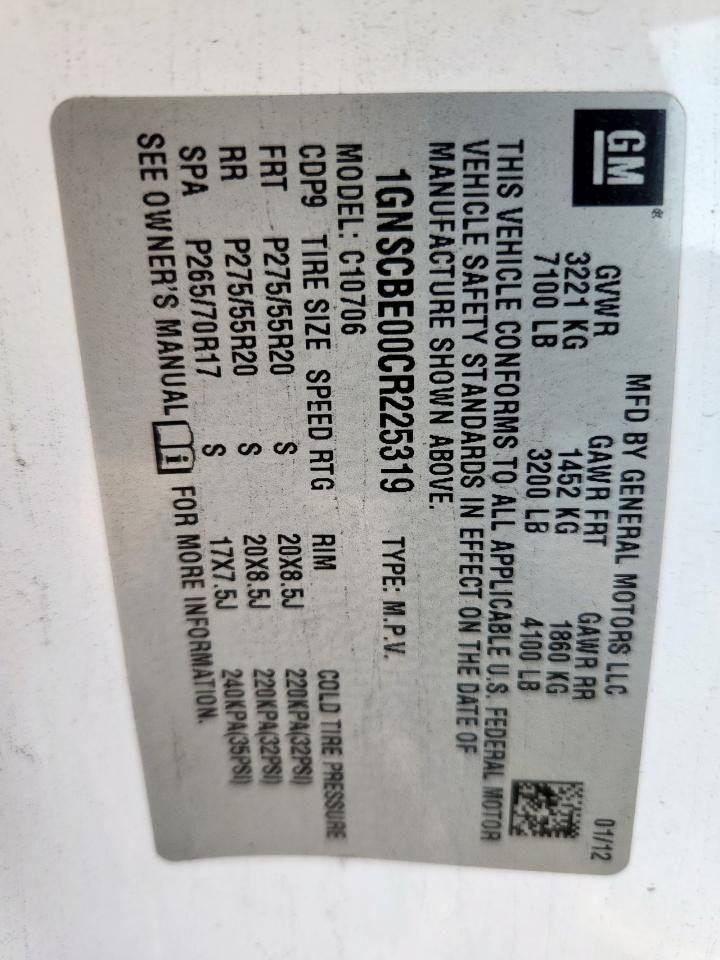 GM ®
MFD BY GENERAL MOTORS LLC 01/12
GVWR GAWR FRT GAWR RR
3221 KG 1452 KG 1860 KG
7100 LB 3200 LB 4100 LB
THIS VEHICLE CONFORMS TO ALL APPLICABLE U.S. FEDERAL MOTOR
VEHICLE SAFETY STANDARDS IN EFFECT ON THE DATE OF
MANUFACTURE SHOWN ABOVE.
1GNSCBE00CR225319 TYPE: M.P.V.
MODEL: C10706
CDP9 TIRE SIZE SPEED RTG RIM COLD TIRE PRESSURE
FRT P275/55R20 S 20X8.5J 220KPA(32PSI)
RR P275/55R20 S 20X8.5J 220KPA(32PSI)
SPA P265/70R17 S 17X7.5J 240KPA(35PSI)
SEE OWNER'S MANUAL i FOR MORE INFORMATION.